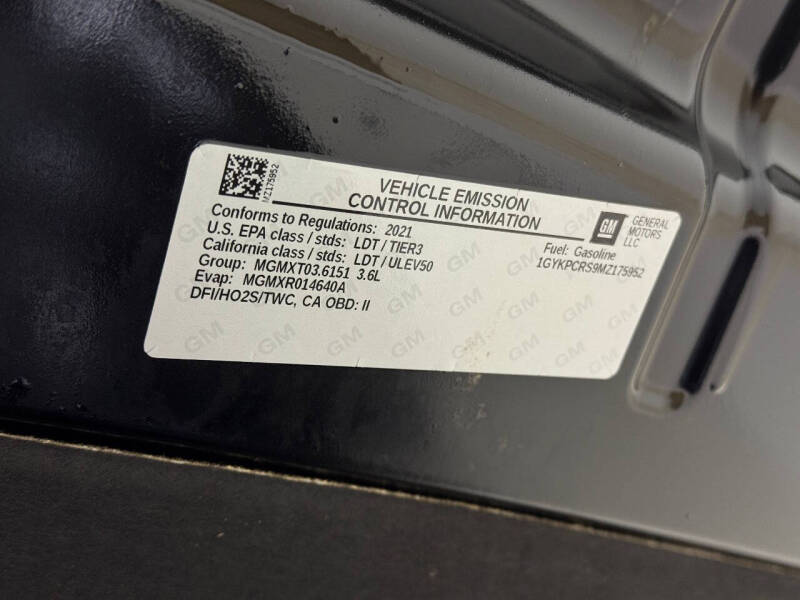 MZ175952
VEHICLE EMISSION
CONTROL INFORMATION
GM
GENERAL
MOTORS
LLC
Conforms to Regulations: 2021
U.S. EPA class / stds: LDT / TIER3
California class / stds: LDT / ULEV50
Group: MGMXT03.6151 3.6L
Evap: MGMXR014640A
DFI/HO2S/TWC, CA OBD: II
Fuel: Gasoline
1GYKPCRS9MZ175952